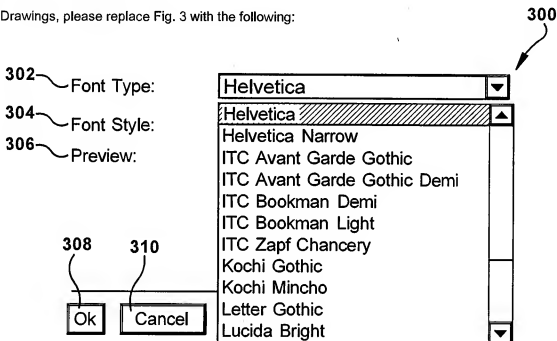 Drawings, please replace Fig. 3 with the following:
300
302 Font Type: Helvetica
304 Font Style: Helvetica
Helvetica Narrow
306 Preview: ITC Avant Garde Gothic
ITC Avant Garde Gothic Demi
ITC Bookman Demi
ITC Bookman Light
ITC Zapf Chancery
308 310 Kochi Gothic
Kochi Mincho
Letter Gothic
Ok Cancel Lucida Bright